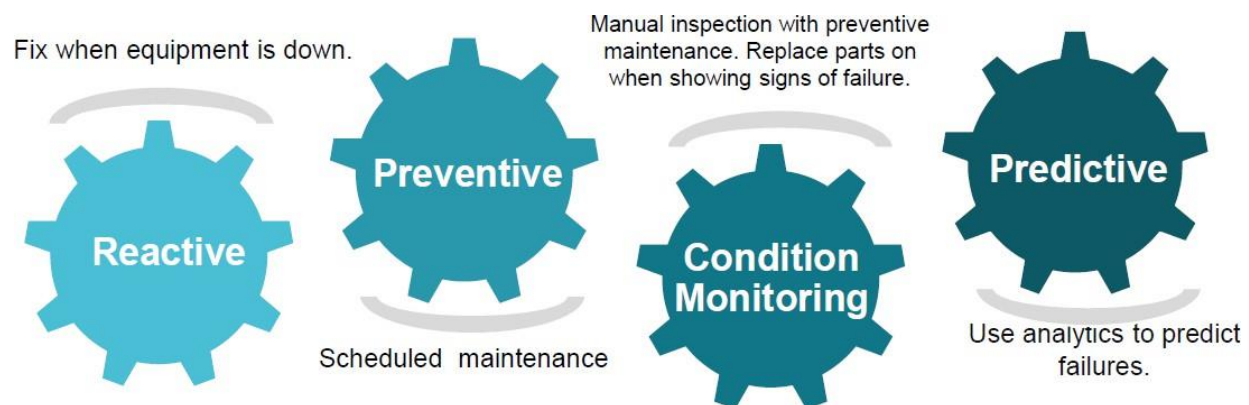 Fix when equipment is down.
Reactive
Preventive
Scheduled maintenance
Manual inspection with preventive
maintenance. Replace parts on
when showing signs of failure.
Condition
Monitoring
Predictive
Use analytics to predict
failures.